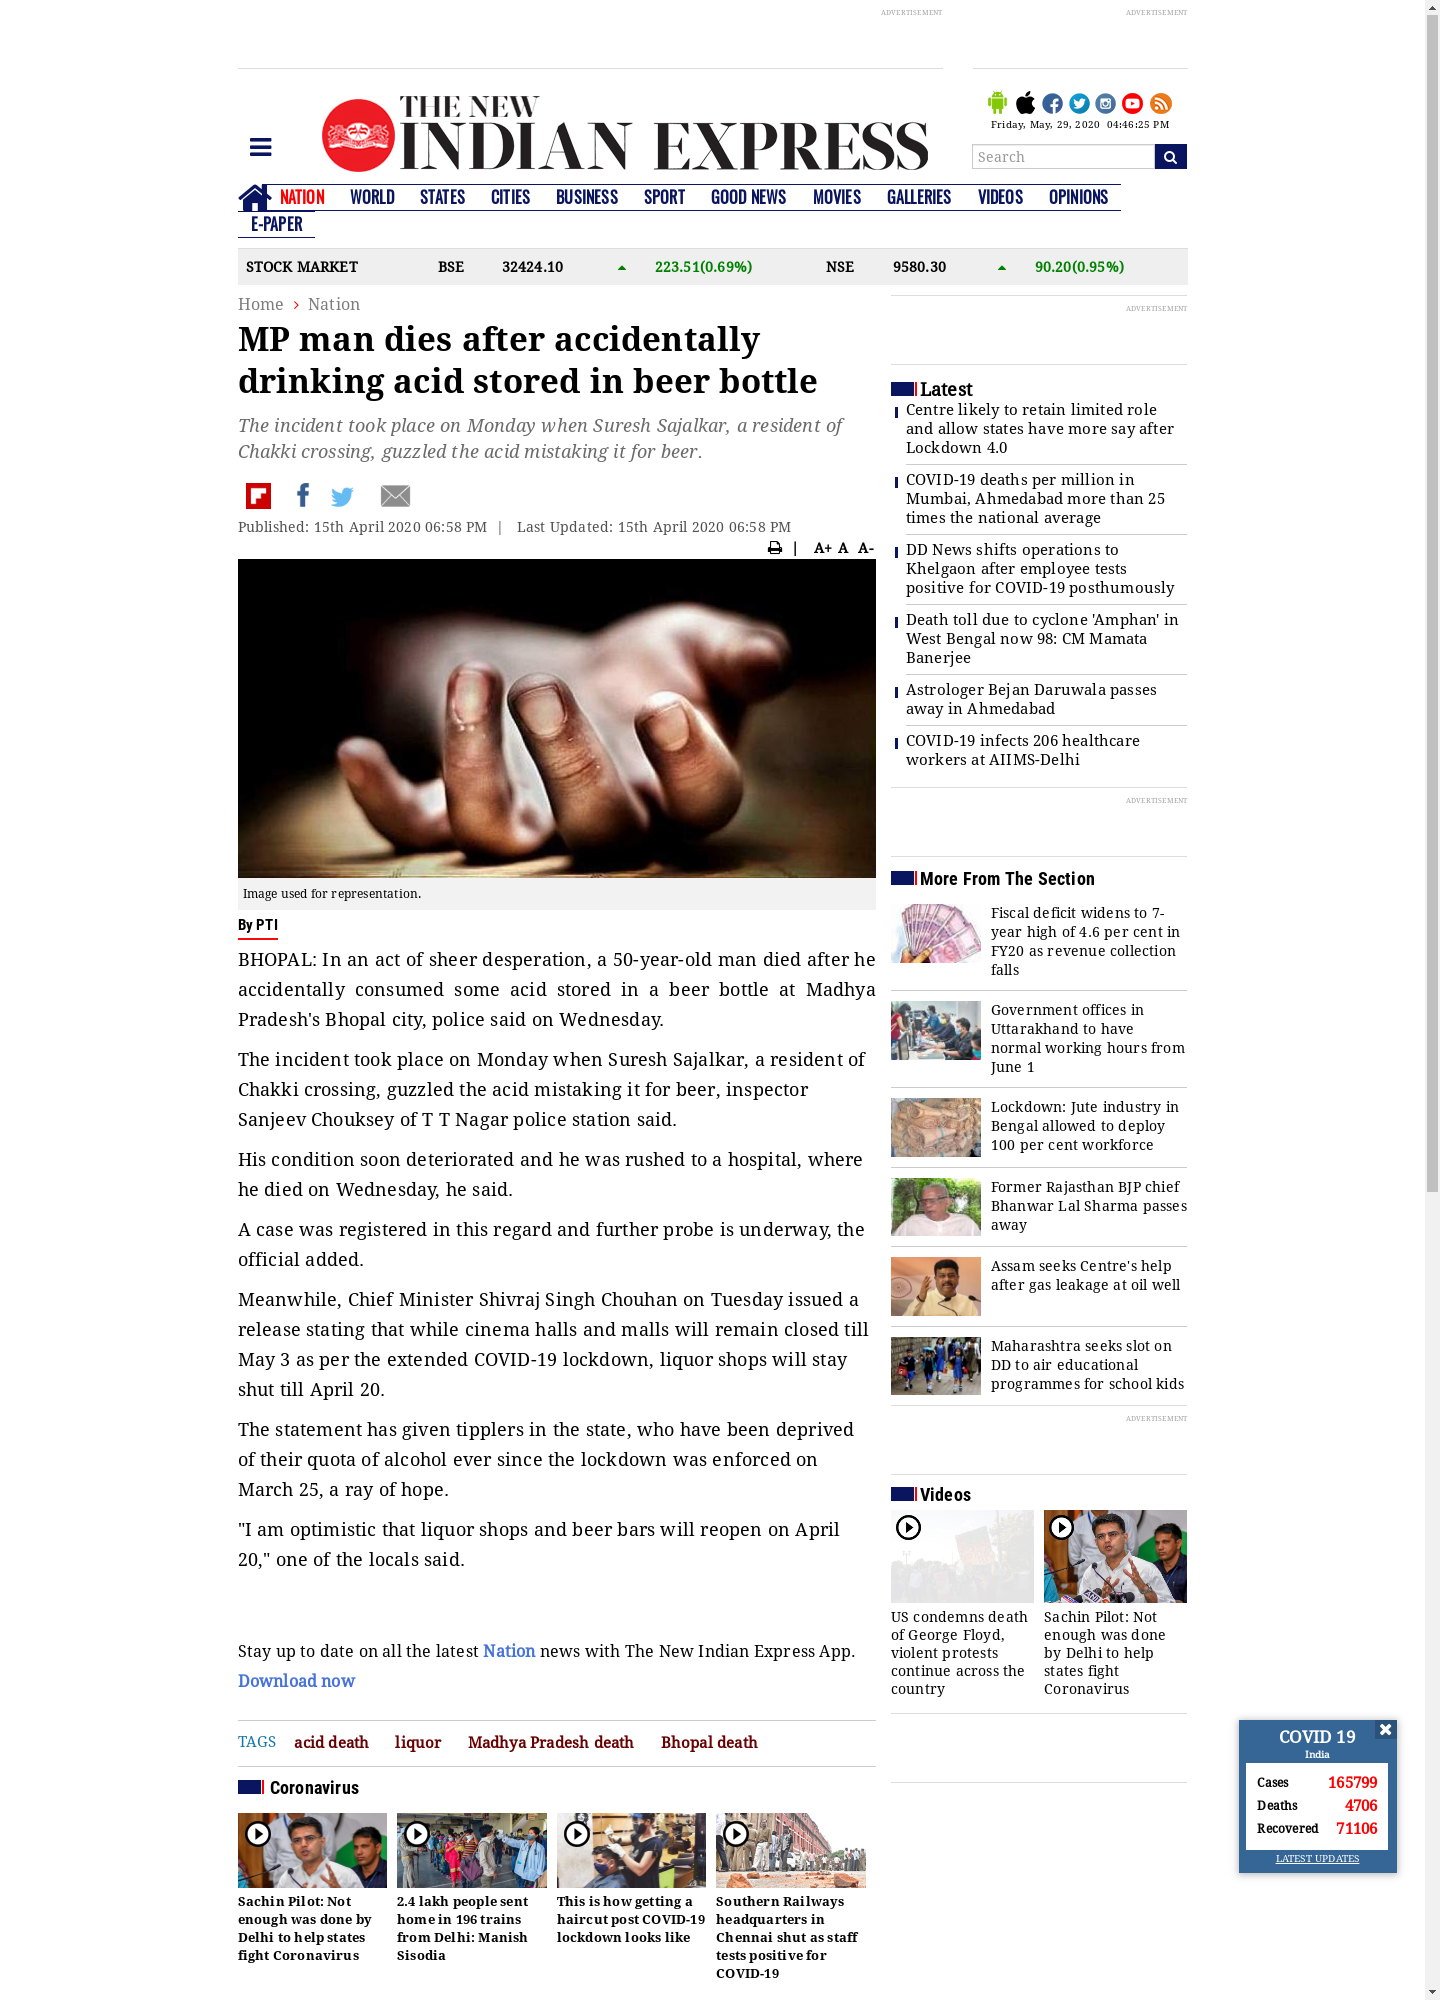 ADVERTISEMENT
ADVERTISEMENT
THE NEW
INDIAN EXPRESS
Friday, May, 29, 2020 04:46:25 PM
Search
NATION WORLD STATES CITIES BUSINESS SPORT GOOD NEWS MOVIES GALLERIES VIDEOS OPINIONS
E-PAPER
STOCK MARKET BSE 32424.10 223.51(0.69%) NSE 9580.30 90.20(0.95%)
Home Nation
MP man dies after accidentally
drinking acid stored in beer bottle
The incident took place on Monday when Suresh Sajalkar, a resident of
Chakki crossing, guzzled the acid mistaking it for beer.
Published: 15th April 2020 06:58 PM | Last Updated: 15th April 2020 06:58 PM
| A+ A A-
Image used for representation.
By PTI
BHOPAL: In an act of sheer desperation, a 50-year-old man died after he
accidentally consumed some acid stored in a beer bottle at Madhya
Pradesh's Bhopal city, police said on Wednesday.
The incident took place on Monday when Suresh Sajalkar, a resident of
Chakki crossing, guzzled the acid mistaking it for beer, inspector
Sanjeev Chouksey of T T Nagar police station said.
His condition soon deteriorated and he was rushed to a hospital, where
he died on Wednesday, he said.
A case was registered in this regard and further probe is underway, the
official added.
Meanwhile, Chief Minister Shivraj Singh Chouhan on Tuesday issued a
release stating that while cinema halls and malls will remain closed till
May 3 as per the extended COVID-19 lockdown, liquor shops will stay
shut till April 20.
The statement has given tipplers in the state, who have been deprived
of their quota of alcohol ever since the lockdown was enforced on
March 25, a ray of hope.
"I am optimistic that liquor shops and beer bars will reopen on April
20," one of the locals said.
Stay up to date on all the latest Nation news with The New Indian Express App.
Download now
TAGS acid death liquor Madhya Pradesh death Bhopal death
Coronavirus
Sachin Pilot: Not
enough was done by
Delhi to help states
fight Coronavirus
2.4 lakh people sent
home in 196 trains
from Delhi: Manish
Sisodia
This is how getting a
haircut post COVID-19
lockdown looks like
Southern Railways
headquarters in
Chennai shut as staff
tests positive for
COVID-19
ADVERTISEMENT
Latest
Centre likely to retain limited role
and allow states have more say after
Lockdown 4.0
COVID-19 deaths per million in
Mumbai, Ahmedabad more than 25
times the national average
DD News shifts operations to
Khelgaon after employee tests
positive for COVID-19 posthumously
Death toll due to cyclone 'Amphan' in
West Bengal now 98: CM Mamata
Banerjee
Astrologer Bejan Daruwala passes
away in Ahmedabad
COVID-19 infects 206 healthcare
workers at AIIMS-Delhi
ADVERTISEMENT
More From The Section
Fiscal deficit widens to 7-
year high of 4.6 per cent in
FY20 as revenue collection
falls
Government offices in
Uttarakhand to have
normal working hours from
June 1
Lockdown: Jute industry in
Bengal allowed to deploy
100 per cent workforce
Former Rajasthan BJP chief
Bhanwar Lal Sharma passes
away
Assam seeks Centre's help
after gas leakage at oil well
Maharashtra seeks slot on
DD to air educational
programmes for school kids
ADVERTISEMENT
Videos
US condemns death
of George Floyd,
violent protests
continue across the
country
Sachin Pilot: Not
enough was done
by Delhi to help
states fight
Coronavirus
COVID 19
India
Cases 165799
Deaths 4706
Recovered 71106
LATEST UPDATES